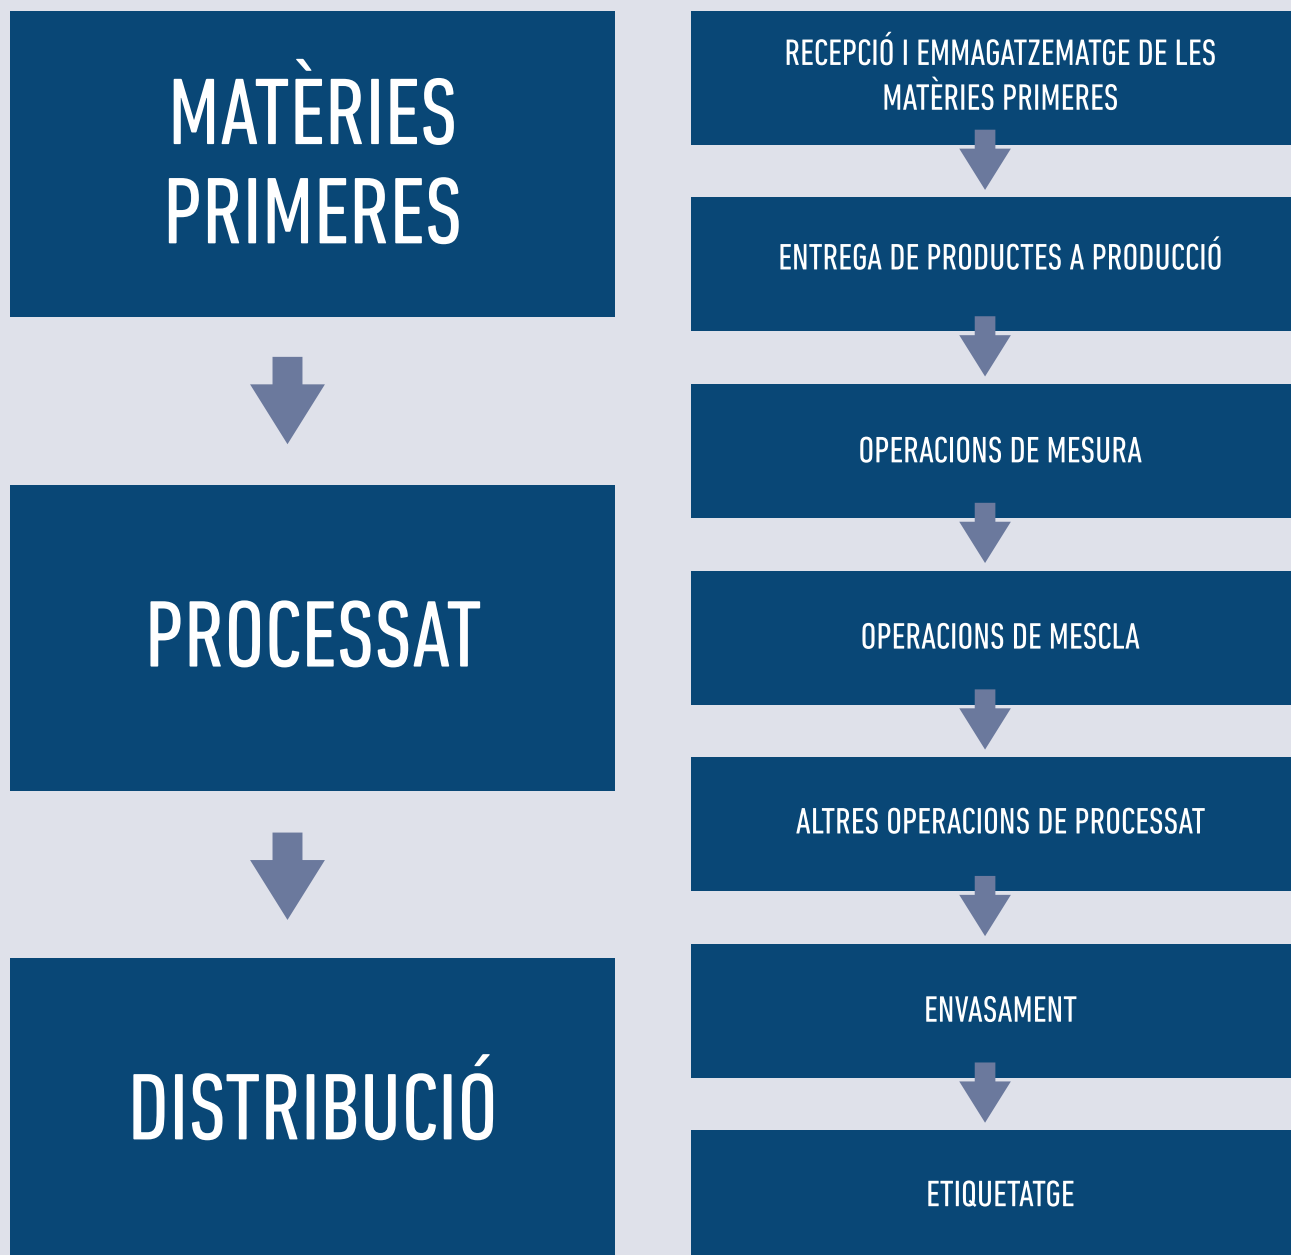 MATÈRIES
PRIMERES
PROCESSAT
DISTRIBUCIÓ
RECEPCIÓ I EMMAGATZEMATGE DE LES
MATÈRIES PRIMERES
ENTREGA DE PRODUCTES A PRODUCCIÓ
OPERACIONS DE MESURA
OPERACIONS DE MESCLA
ALTRES OPERACIONS DE PROCESSAT
ENVASAMENT
ETIQUETATGE